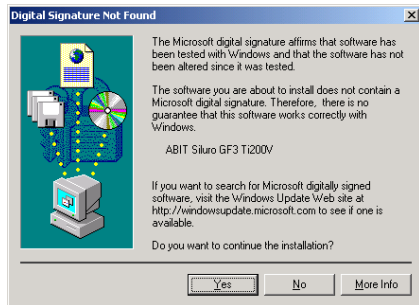 Digital Signature Not Found
The Microsoft digital signature affirms that software has
been tested with Windows and that the software has not
been altered since it was tested.
The software you are about to install does not contain a
Microsoft digital signature. Therefore, there is no
guarantee that this software works correctly with
Windows.
ABIT Siluro GF3 Ti200V
If you want to search for Microsoft digitally signed
software, visit the Windows Update Web site at
http://windowsupdate.microsoft.com to see if one is
available.
Do you want to continue the installation?
Yes No More Info